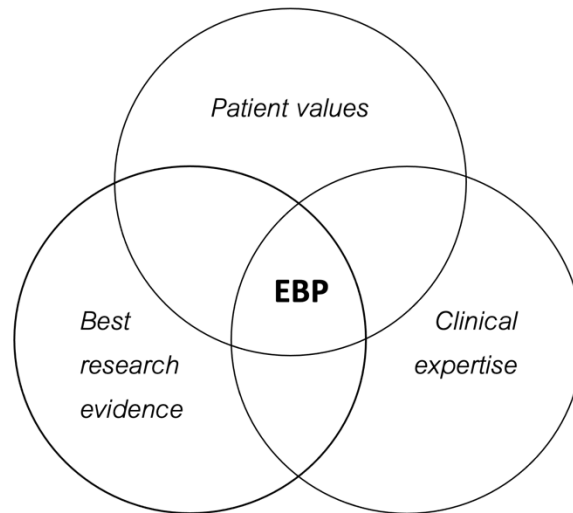 Patient values
EBP
Best
research
evidence
Clinical
expertise